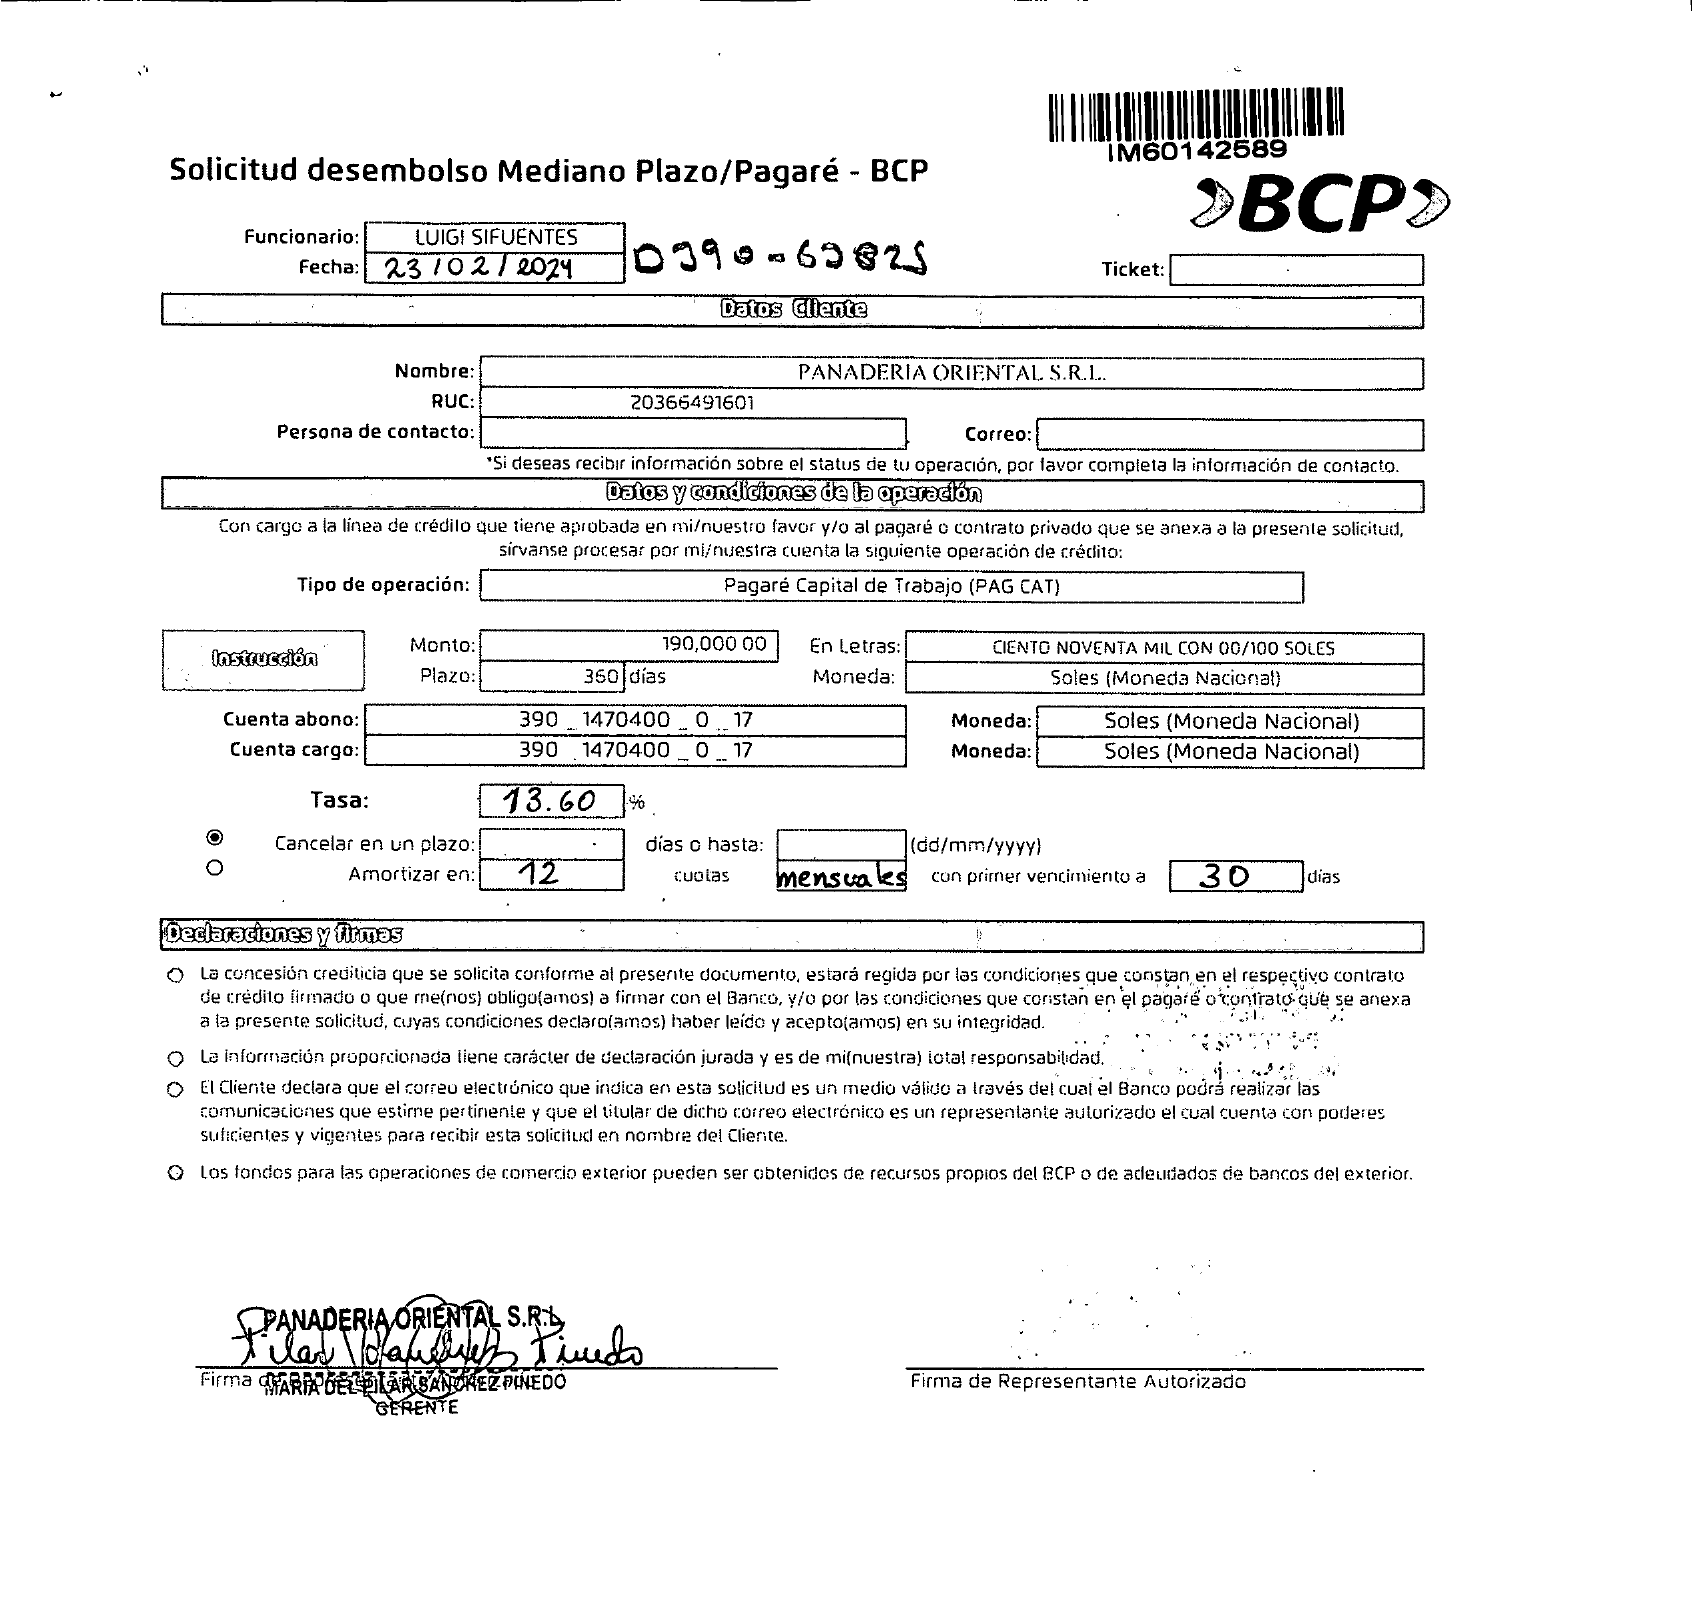 IM60142589
Solicitud desembolso Mediano Plazo/Pagaré - BCP
BCP
Funcionario: LUIGI SIFUENTES
Fecha: 23/02/2024 D390-63825
Ticket:
Datos Cliente
Nombre: PANADERIA ORIENTAL S.R.L.
RUC: 20366491601
Persona de contacto: Correo:
*Si deseas recibir información sobre el status de tu operación, por favor completa la información de contacto.
Datos y condiciones de la operación
Con cargo a la línea de crédito que tiene aprobada en mi/nuestro favor y/o al pagaré o contrato privado que se anexa a la presente solicitud,
sírvanse procesar por mi/nuestra cuenta la siguiente operación de crédito:
Tipo de operación: Pagaré Capital de Trabajo (PAG CAT)
Instrucción
Monto: 190,000 00 En Letras: CIENTO NOVENTA MIL CON 00/100 SOLES
Plazo: 360 días Moneda: Soles (Moneda Nacional)
Cuenta abono: 390 _ 1470400 _ 0 _ 17 Moneda: Soles (Moneda Nacional)
Cuenta cargo: 390 _ 1470400 _ 0 _ 17 Moneda: Soles (Moneda Nacional)
Tasa: 13.60 %
Cancelar en un plazo: días o hasta: (dd/mm/yyyy)
Amortizar en: 12 cuotas mensuales con primer vencimiento a 30 días
Declaraciones y firmas
La concesión crediticia que se solicita conforme al presente documento, estará regida por las condiciones que constan en el respectivo contrato
de crédito firmado o que me(nos) obligo(amos) a firmar con el Banco, y/o por las condiciones que constan en el pagaré o contrato que se anexa
a la presente solicitud, cuyas condiciones declaro(amos) haber leído y acepto(amos) en su integridad.
La información proporcionada tiene carácter de declaración jurada y es de mi(nuestra) total responsabilidad.
El Cliente declara que el correo electrónico que indica en esta solicitud es un medio válido a través del cual el Banco podrá realizar las
comunicaciones que estime pertinente y que el titular de dicho correo electrónico es un representante autorizado el cual cuenta con poderes
suficientes y vigentes para recibir esta solicitud en nombre del Cliente.
Los fondos para las operaciones de comercio exterior pueden ser obtenidos de recursos propios del BCP o de adeudados de bancos del exterior.
PANADERIA ORIENTAL S.R.L
Pilar Sánchez Pinedo
Firma
MARIA DEL PILAR SANCHEZ PINEDO
GERENTE
Firma de Representante Autorizado